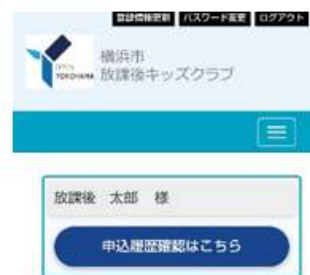 登録情報更新 パスワード変更 ログアウト
横浜市
OPEN
YOKOHAMA 放課後キッズクラブ
放課後 太郎 様
申込履歴確認はこちら